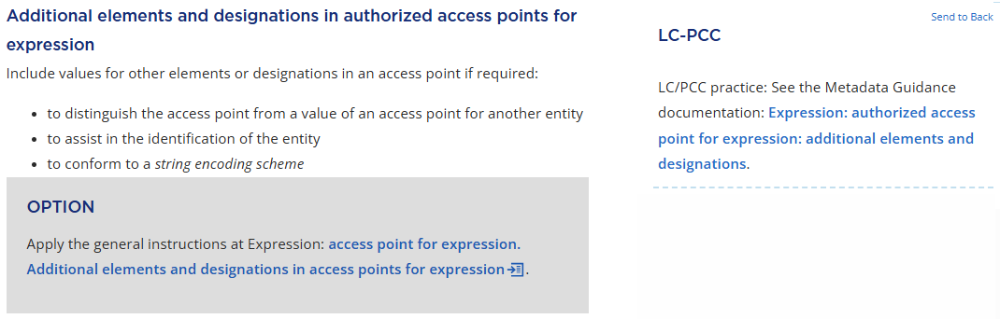 Additional elements and designations in authorized access points for
expression
Include values for other elements or designations in an access point if required:
• to distinguish the access point from a value of an access point for another entity
• to assist in the identification of the entity
• to conform to a string encoding scheme
OPTION
Apply the general instructions at Expression: access point for expression.
Additional elements and designations in access points for expression.
Send to Back
LC-PCC
LC/PCC practice: See the Metadata Guidance
documentation: Expression: authorized access
point for expression: additional elements and
designations.